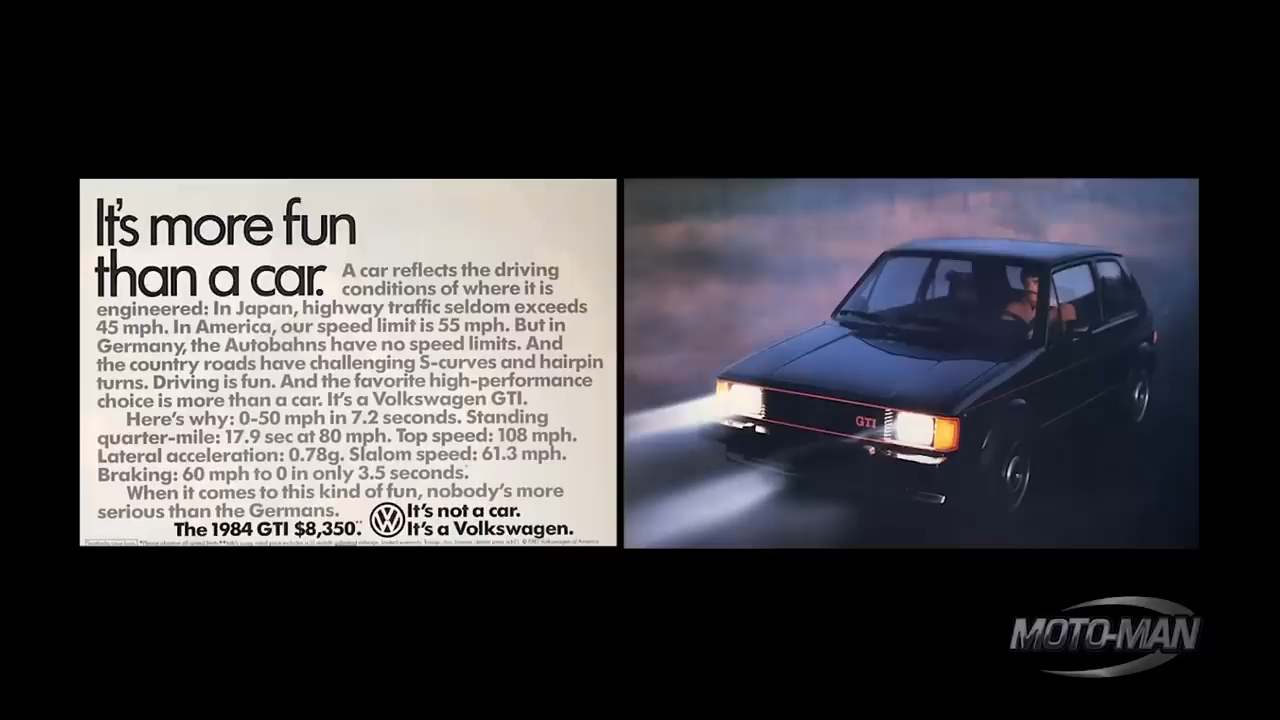 It's more fun
than a car. A car reflects the driving
conditions of where it is
engineered: In Japan, highway traffic seldom exceeds
45 mph. In America, our speed limit is 55 mph. But in
Germany, the Autobahns have no speed limits. And
the country roads have challenging S-curves and hairpin
turns. Driving is fun. And the favorite high-performance
choice is more than a car. It's a Volkswagen GTI.
Here's why: 0-50 mph in 7.2 seconds. Standing
quarter-mile: 17.9 sec at 80 mph. Top speed: 108 mph.
Lateral acceleration: 0.78g. Slalom speed: 61.3 mph.
Braking: 60 mph to 0 in only 3.5 seconds.*
When it comes to this kind of fun, nobody's more
serious than the Germans.
The 1984 GTI $8,350**.
It's not a car.
It's a Volkswagen.
GTI
MOTO-MAN